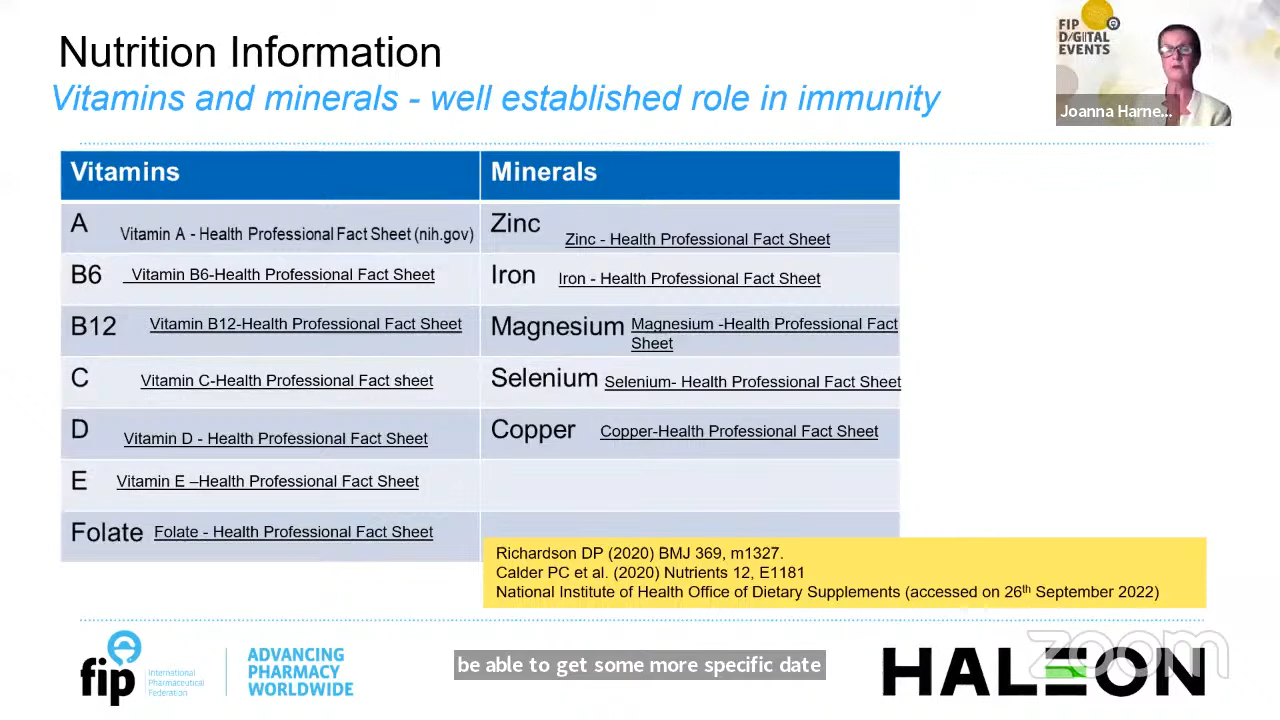 Nutrition Information
Vitamins and minerals - well established role in immunity
FIP
DIGITAL
EVENTS
Joanna Harne...
Vitamins
Minerals
A Vitamin A - Health Professional Fact Sheet (nih.gov)
Zinc Zinc - Health Professional Fact Sheet
B6 Vitamin B6-Health Professional Fact Sheet
Iron Iron - Health Professional Fact Sheet
B12 Vitamin B12-Health Professional Fact Sheet
Magnesium Magnesium -Health Professional Fact
Sheet
C Vitamin C-Health Professional Fact sheet
Selenium Selenium- Health Professional Fact Sheet
D Vitamin D - Health Professional Fact Sheet
Copper Copper-Health Professional Fact Sheet
E Vitamin E –Health Professional Fact Sheet
Folate Folate - Health Professional Fact Sheet
Richardson DP (2020) BMJ 369, m1327.
Calder PC et al. (2020) Nutrients 12, E1181
National Institute of Health Office of Dietary Supplements (accessed on 26th September 2022)
fip
International
Pharmaceutical
Federation
ADVANCING
PHARMACY
WORLDWIDE
be able to get some more specific date
zoom
HALEON